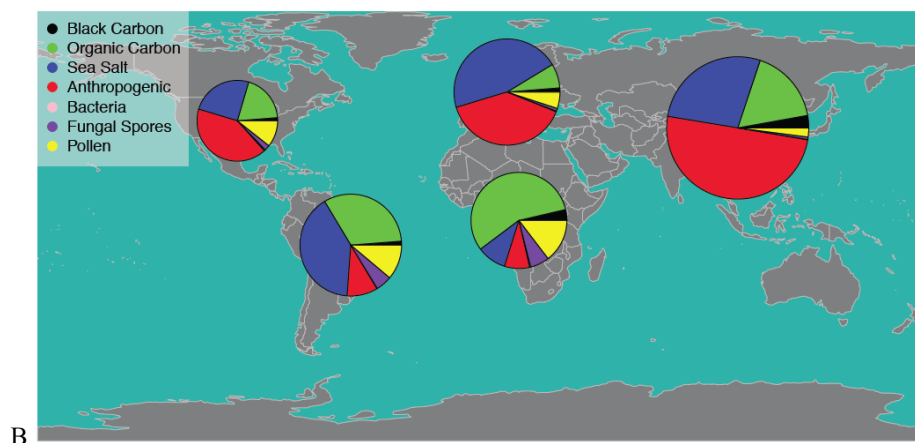 Black Carbon
Organic Carbon
Sea Salt
Anthropogenic
Bacteria
Fungal Spores
Pollen
B